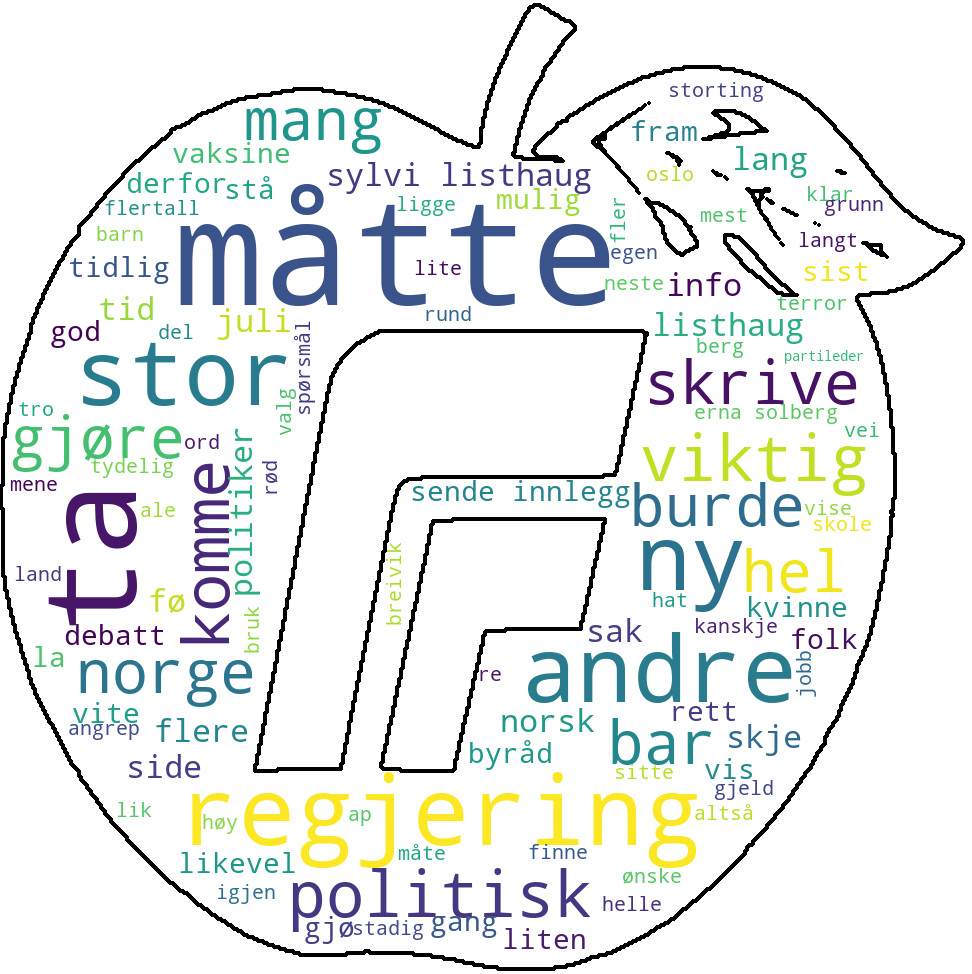 storting
mang
fram
vaksine
lang
sylvi listhaug
oslo
derfor
stå
klar
mulig
ligge
grunn
flertall
mest
fler
barn
måtte
langt
egen
tidlig
lite
sist
neste
info
tid
terror
rund
juli
listhaug
god
del
berg
spørsmål
partileder
stor
skrive
valg
tro
erna solberg
vei
gjøre
ord
viktig
tydelig
politiker
rød
mene
sende innlegg
burde
vise
ale
skole
komme
ta
ny
hel
land
breivik
fø
hat
kvinne
bruk
debatt
sak
kanskje
folk
la
norge
re
andre
jobb
vite
norsk
rett
angrep
flere
bar
skje
byråd
side
sitte
vis
gjeld
lik
høy
regjering
ap
altså
likevel
måte
finne
ønske
igjen
politisk
helle
gjø
stadig
gang
liten